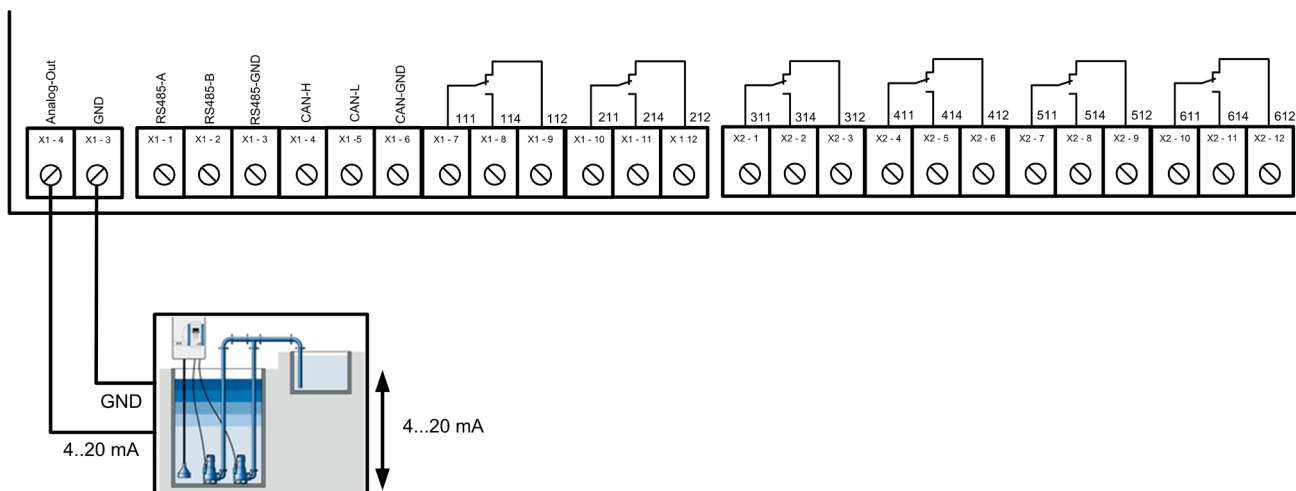 Analog-Out
GND
RS485-A
RS485-B
RS485-GND
CAN-H
CAN-L
CAN-GND
111 114 112 211 214 212 311 314 312 411 414 412 511 514 512 611 614 612
X1 - 4 X1 - 3 X1 - 1 X1 - 2 X1 - 3 X1 - 4 X1 -5 X1 - 6 X1 - 7 X1 - 8 X1 - 9 X1 - 10 X1 - 11 X 1 12 X2 - 1 X2 - 2 X2 - 3 X2 - 4 X2 - 5 X2 - 6 X2 - 7 X2 - 8 X2 - 9 X2 - 10 X2 - 11 X2 - 12
GND
4..20 mA
4...20 mA